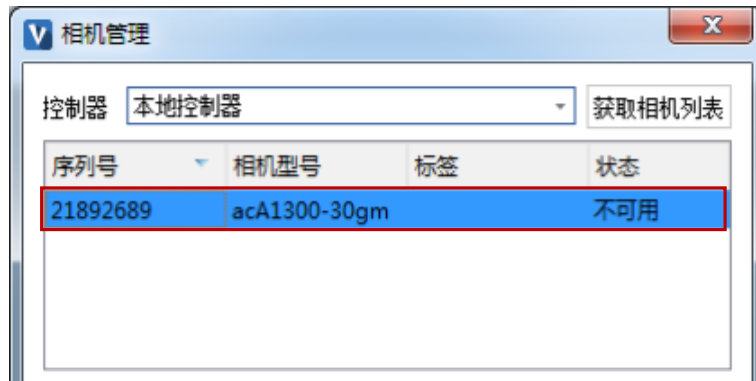 相机管理
控制器 本地控制器 获取相机列表
序列号 相机型号 标签 状态
21892689 acA1300-30gm 不可用